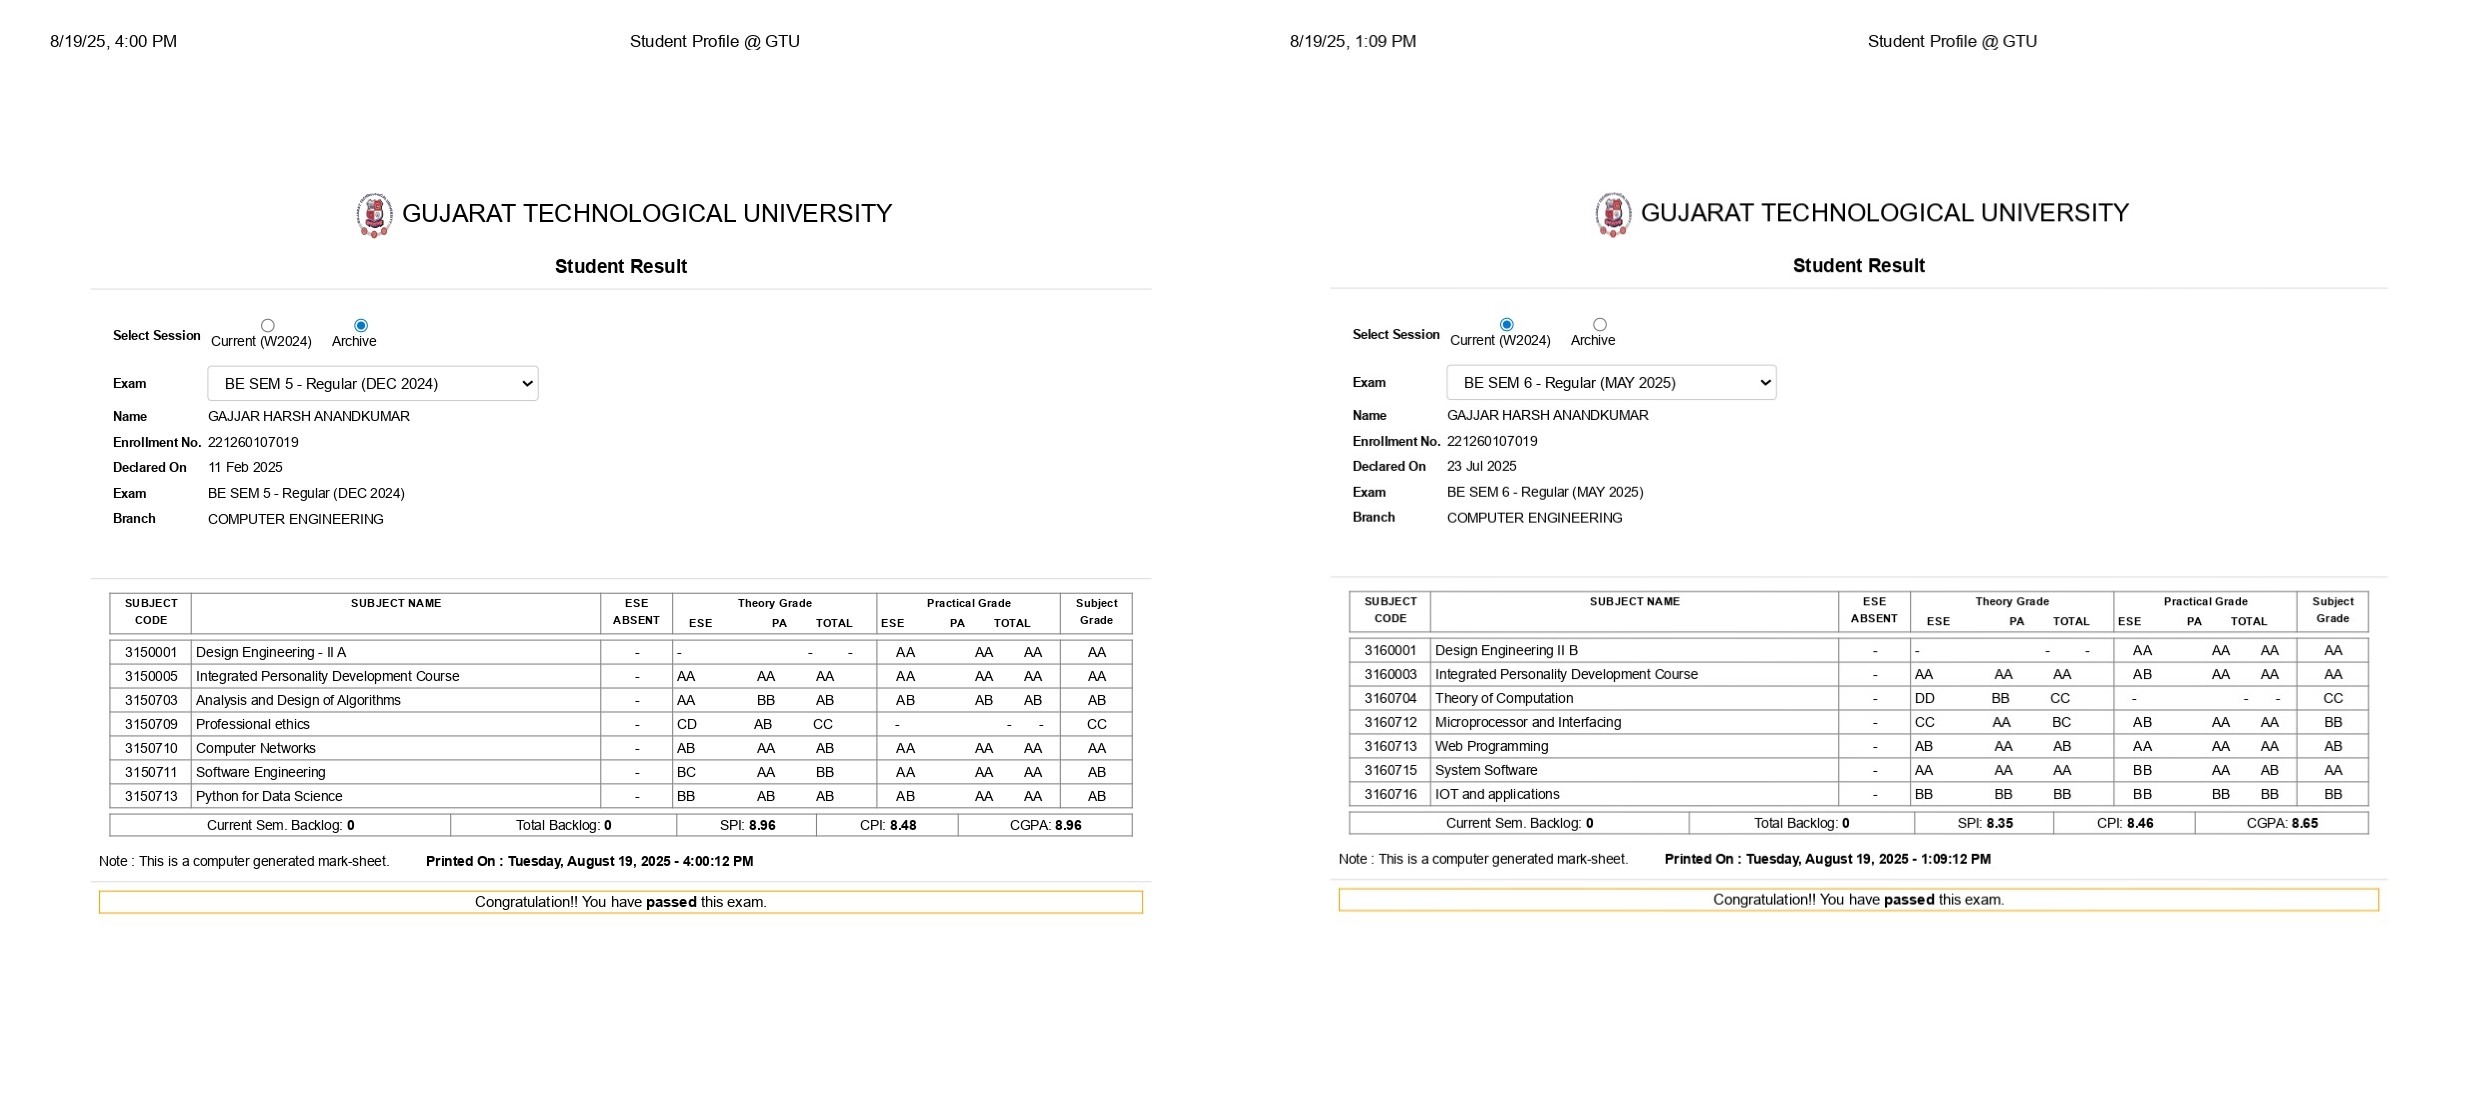 8/19/25, 4:00 PM Student Profile @ GTU
GUJARAT TECHNOLOGICAL UNIVERSITY
Student Result
Select Session Current (W2024) Archive
Exam BE SEM 5 - Regular (DEC 2024)
Name GAJJAR HARSH ANANDKUMAR
Enrollment No. 221260107019
Declared On 11 Feb 2025
Exam BE SEM 5 - Regular (DEC 2024)
Branch COMPUTER ENGINEERING
SUBJECT CODE SUBJECT NAME ESE ABSENT Theory Grade Practical Grade Subject Grade
ESE PA TOTAL ESE PA TOTAL
3150001 Design Engineering - II A - - - - AA AA AA AA
3150005 Integrated Personality Development Course - AA AA AA AA AA AA AA
3150703 Analysis and Design of Algorithms - AA BB AB AB AB AB AB
3150709 Professional ethics - CD AB CC - - - CC
3150710 Computer Networks - AB AA AB AA AA AA AA
3150711 Software Engineering - BC AA BB AA AA AA AB
3150713 Python for Data Science - BB AB AB AB AA AA AB
Current Sem. Backlog: 0 Total Backlog: 0 SPI: 8.96 CPI: 8.48 CGPA: 8.96
Note : This is a computer generated mark-sheet. Printed On : Tuesday, August 19, 2025 - 4:00:12 PM
Congratulation!! You have passed this exam.
8/19/25, 1:09 PM Student Profile @ GTU
GUJARAT TECHNOLOGICAL UNIVERSITY
Student Result
Select Session Current (W2024) Archive
Exam BE SEM 6 - Regular (MAY 2025)
Name GAJJAR HARSH ANANDKUMAR
Enrollment No. 221260107019
Declared On 23 Jul 2025
Exam BE SEM 6 - Regular (MAY 2025)
Branch COMPUTER ENGINEERING
SUBJECT CODE SUBJECT NAME ESE ABSENT Theory Grade Practical Grade Subject Grade
ESE PA TOTAL ESE PA TOTAL
3160001 Design Engineering II B - - - - AA AA AA AA
3160003 Integrated Personality Development Course - AA AA AA AB AA AA AA
3160704 Theory of Computation - DD BB CC - - - CC
3160712 Microprocessor and Interfacing - CC AA BC AB AA AA BB
3160713 Web Programming - AB AA AB AA AA AA AB
3160715 System Software - AA AA AA BB AA AB AA
3160716 IOT and applications - BB BB BB BB BB BB BB
Current Sem. Backlog: 0 Total Backlog: 0 SPI: 8.35 CPI: 8.46 CGPA: 8.65
Note : This is a computer generated mark-sheet. Printed On : Tuesday, August 19, 2025 - 1:09:12 PM
Congratulation!! You have passed this exam.